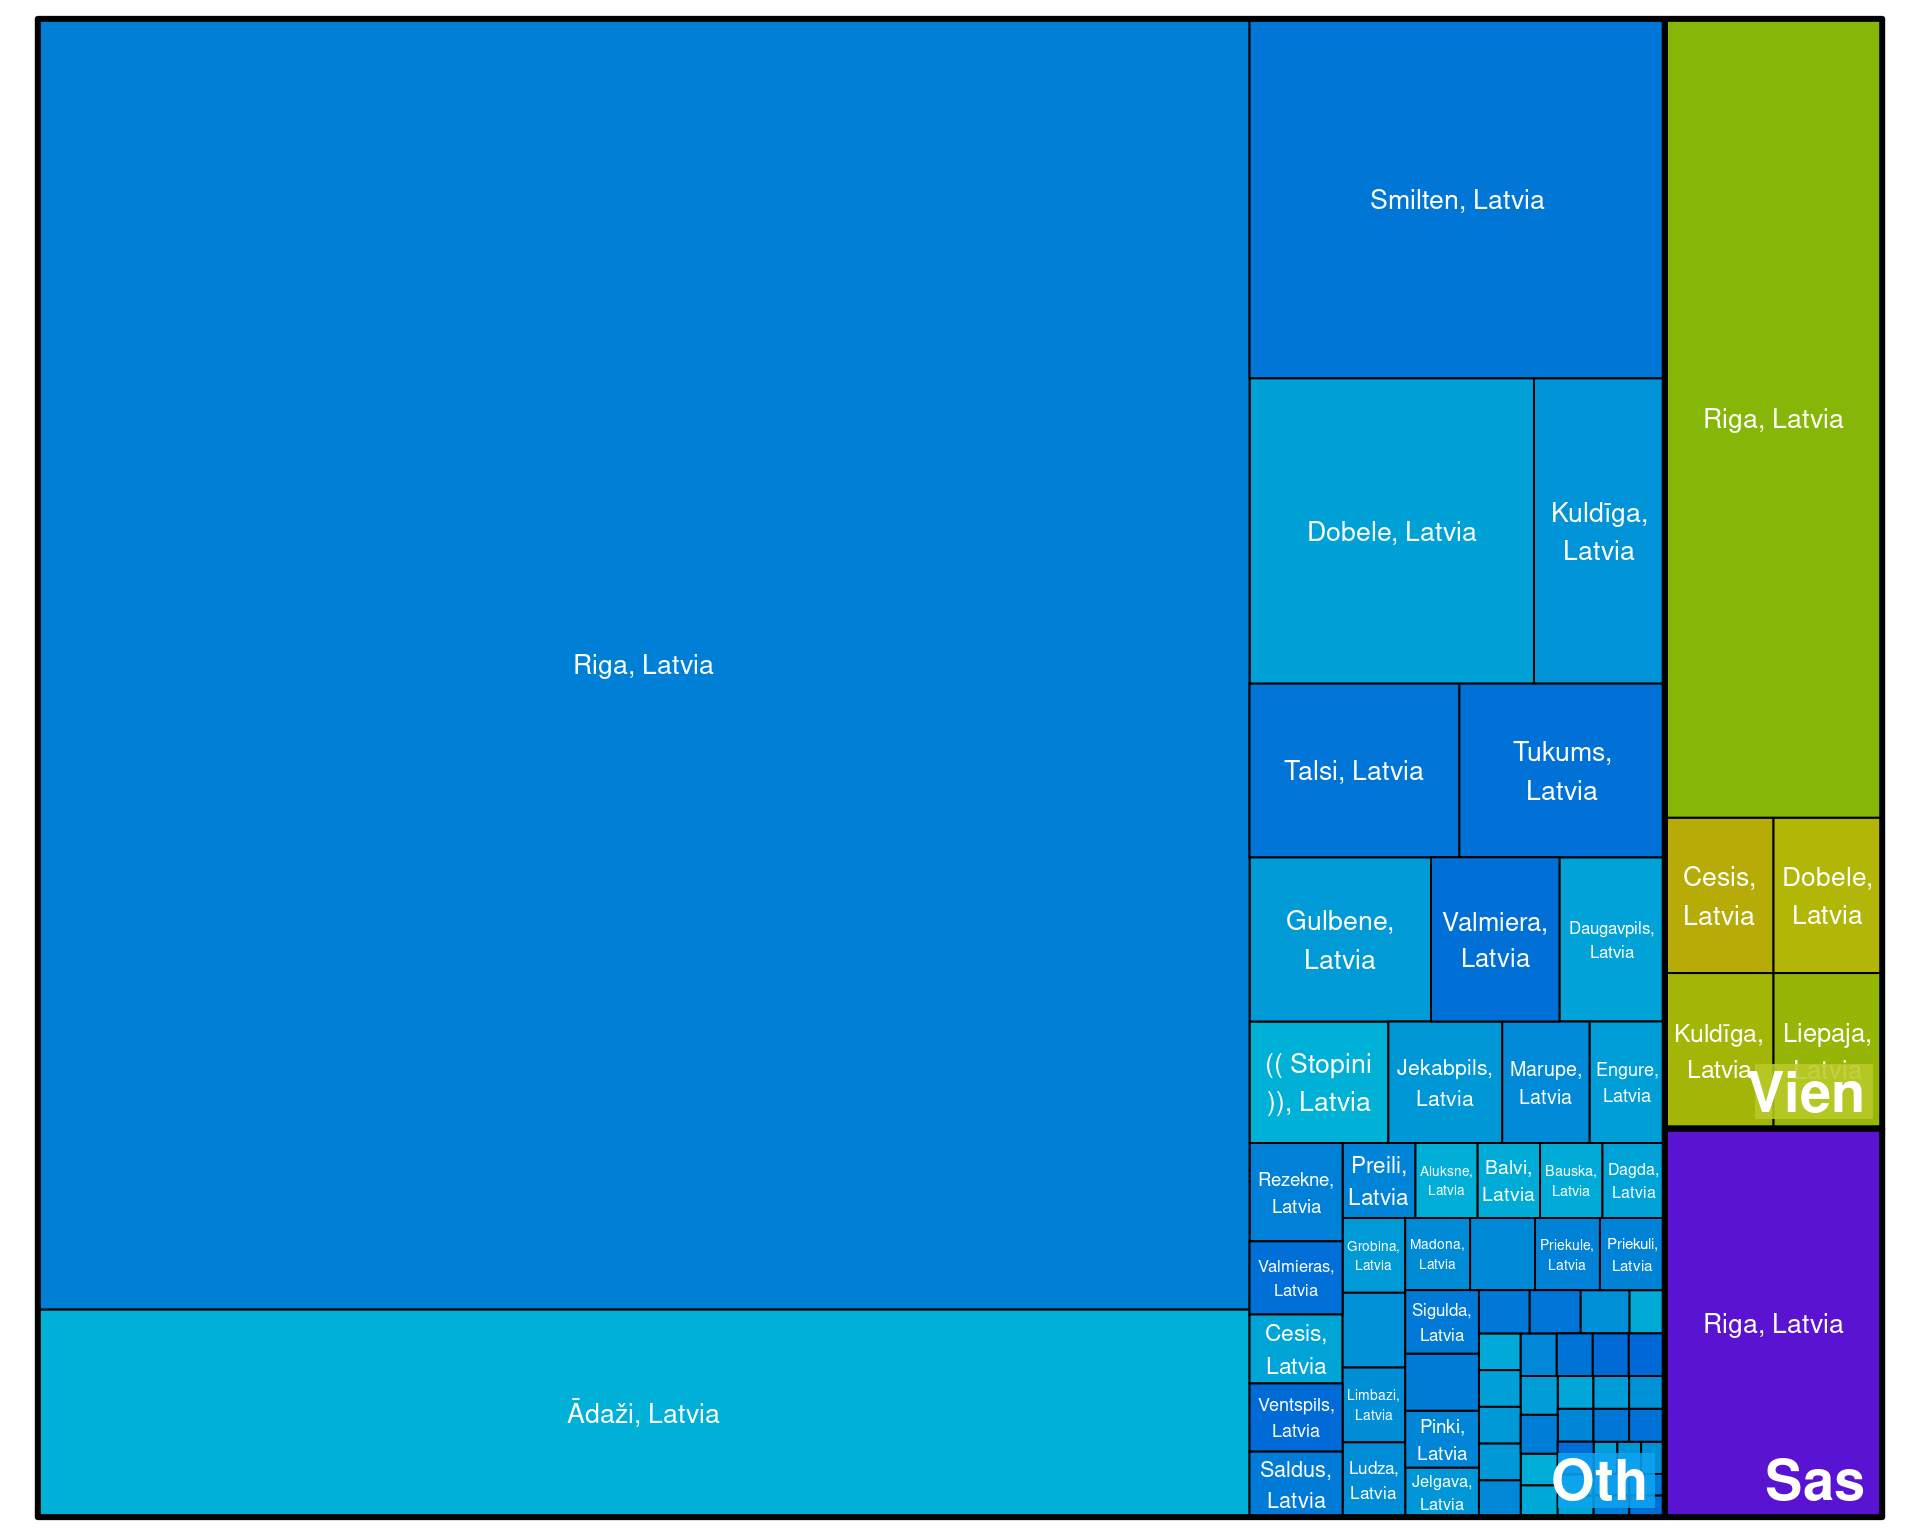 Riga, Latvia
Ādaži, Latvia
Smilten, Latvia
Dobele, Latvia
Kuldīga,
Latvia
Talsi, Latvia
Tukums,
Latvia
Gulbene,
Latvia
Valmiera,
Latvia
Daugavpils,
Latvia
(( Stopini
)), Latvia
Jekabpils,
Latvia
Marupe,
Latvia
Engure,
Latvia
Rezekne,
Latvia
Valmieras,
Latvia
Cesis,
Latvia
Ventspils,
Latvia
Saldus,
Latvia
Preili,
Latvia
Aluksne,
Latvia
Balvi,
Latvia
Bauska,
Latvia
Dagda,
Latvia
Grobina,
Latvia
Madona,
Latvia
Priekule,
Latvia
Priekuli,
Latvia
Limbazi,
Latvia
Ludza,
Latvia
Sigulda,
Latvia
Pinki,
Latvia
Jelgava,
Latvia
Oth
Riga, Latvia
Cesis,
Latvia
Dobele,
Latvia
Kuldīga,
Latvia
Liepaja,
Latvia
Vien
Riga, Latvia
Sas